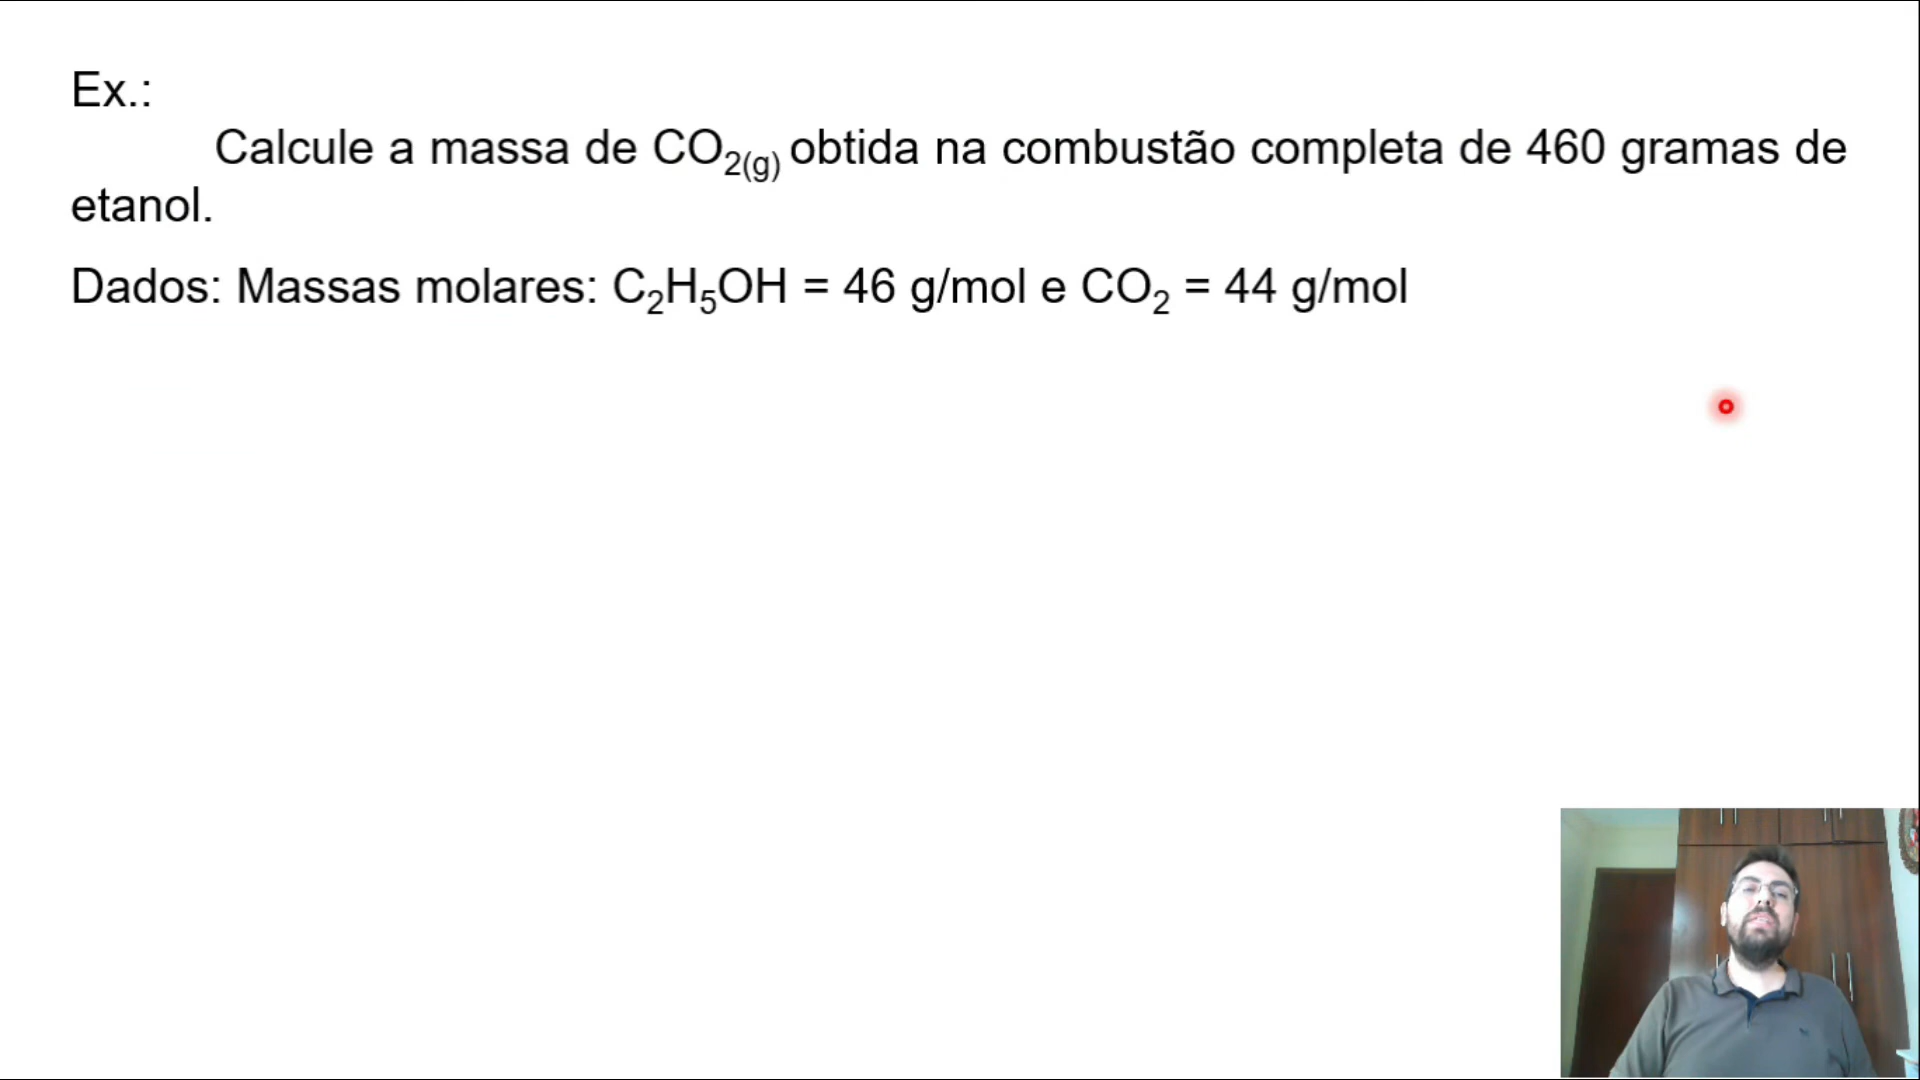 Ex.:
Calcule a massa de CO₂(g) obtida na combustão completa de 460 gramas de
etanol.
Dados: Massas molares: C₂H₅OH = 46 g/mol e CO₂ = 44 g/mol